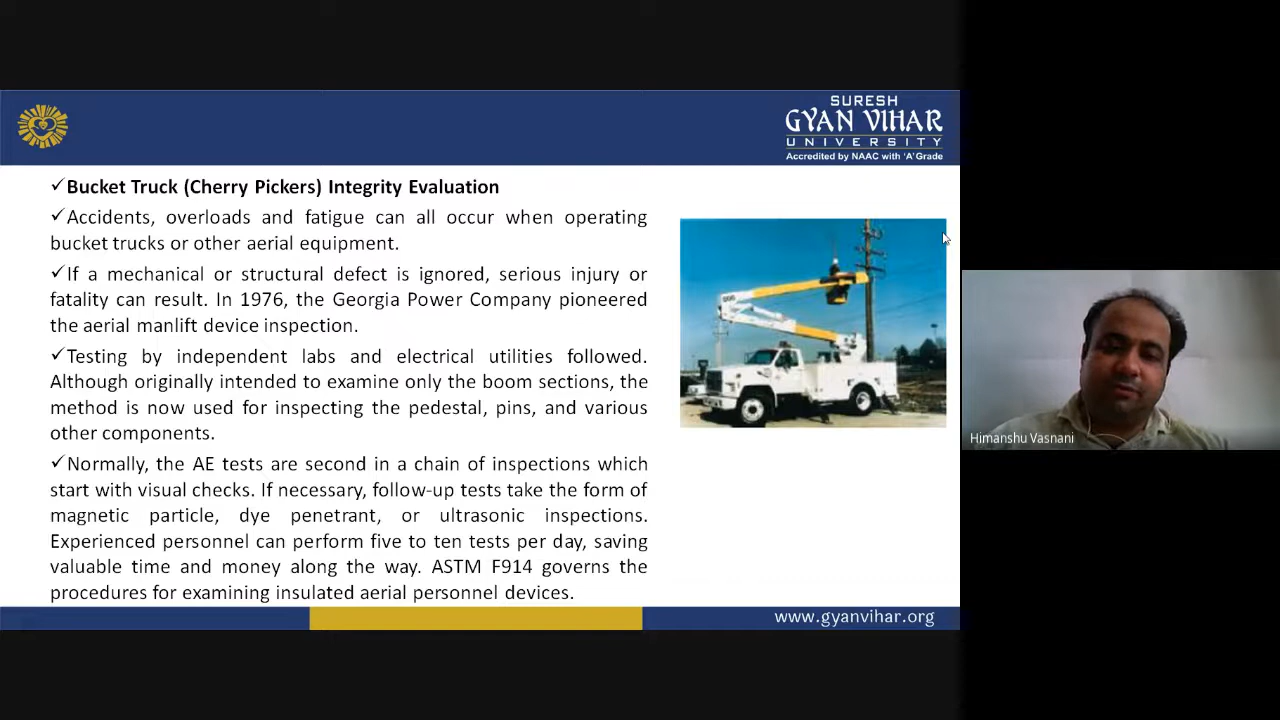 SURESH
GYAN VIHAR
UNIVERSITY
Accredited by NAAC with 'A' Grade
✓Bucket Truck (Cherry Pickers) Integrity Evaluation
✓Accidents, overloads and fatigue can all occur when operating
bucket trucks or other aerial equipment.
✓If a mechanical or structural defect is ignored, serious injury or
fatality can result. In 1976, the Georgia Power Company pioneered
the aerial manlift device inspection.
✓Testing by independent labs and electrical utilities followed.
Although originally intended to examine only the boom sections, the
method is now used for inspecting the pedestal, pins, and various
other components.
✓Normally, the AE tests are second in a chain of inspections which
start with visual checks. If necessary, follow-up tests take the form of
magnetic particle, dye penetrant, or ultrasonic inspections.
Experienced personnel can perform five to ten tests per day, saving
valuable time and money along the way. ASTM F914 governs the
procedures for examining insulated aerial personnel devices.
www.gyanvihar.org
Himanshu Vasnani